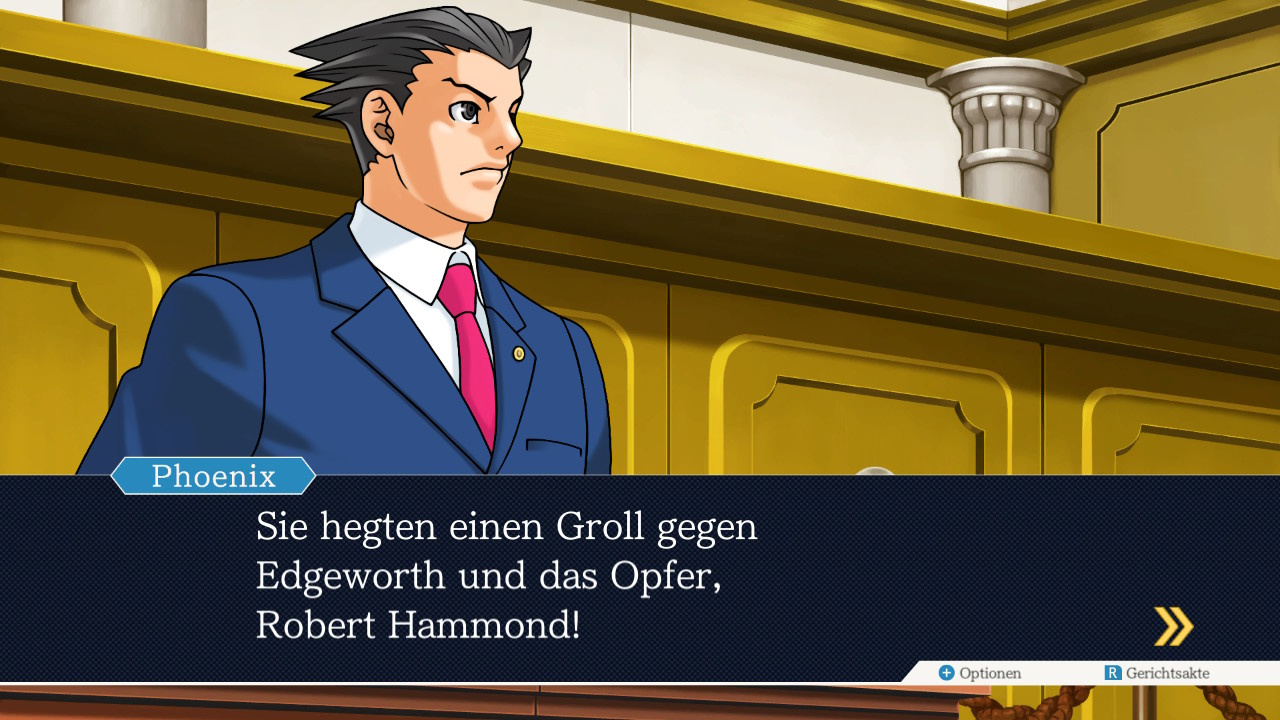 Phoenix
Sie hegten einen Groll gegen
Edgeworth und das Opfer,
Robert Hammond!
+ Optionen
R Gerichtsakte